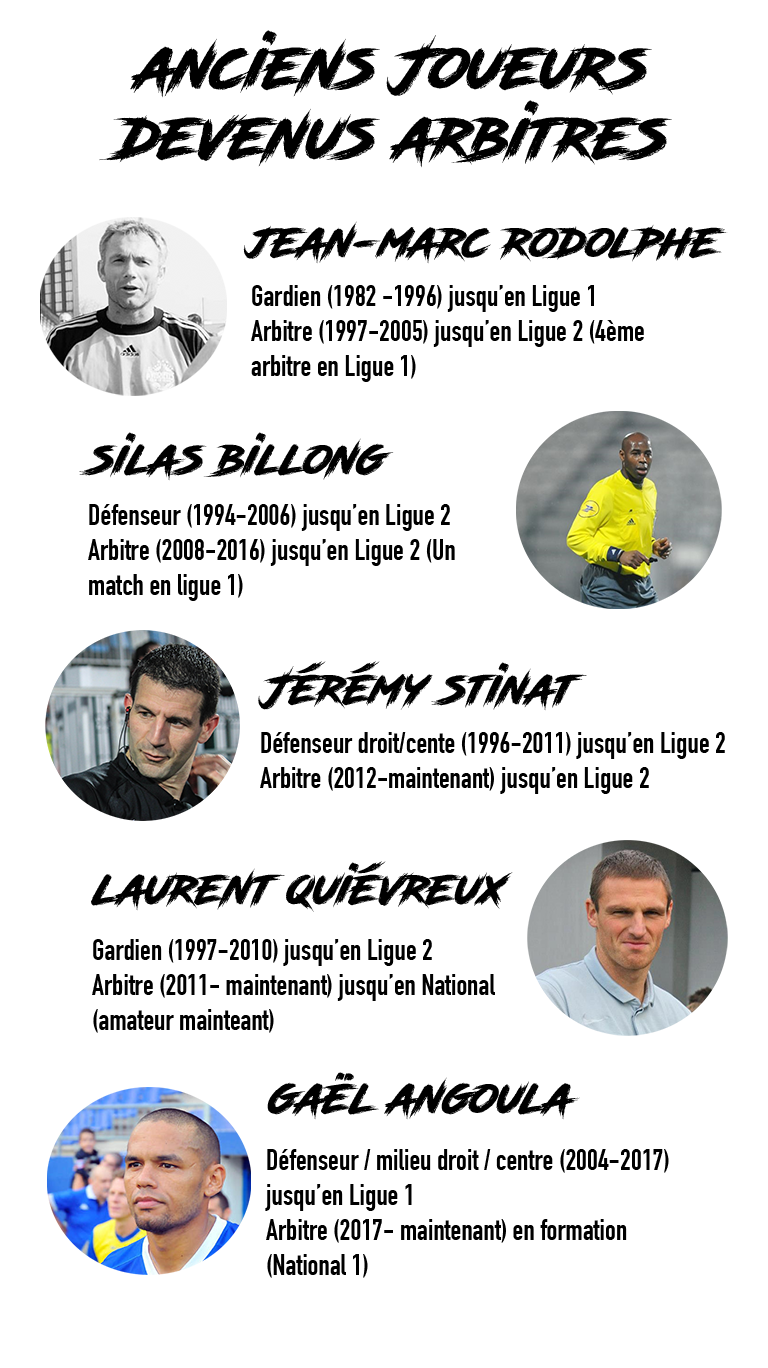 ANCIENS JOUEURS
DEVENUS ARBITRES
JEAN-MARC RODOLPHE
Gardien (1982 -1996) jusqu'en Ligue 1
Arbitre (1997-2005) jusqu'en Ligue 2 (4ème
arbitre en Ligue 1)
adidas
SILAS BILLONG
Défenseur (1994-2006) jusqu'en Ligue 2
Arbitre (2008-2016) jusqu'en Ligue 2 (Un
match en ligue 1)
JÉRÉMY STINAT
Défenseur droit/cente (1996-2011) jusqu'en Ligue 2
Arbitre (2012-maintenant) jusqu'en Ligue 2
LAURENT QUIÉVREUX
Gardien (1997-2010) jusqu'en Ligue 2
Arbitre (2011- maintenant) jusqu'en National
(amateur mainteant)
GAËL ANGOULA
Défenseur / milieu droit / centre (2004-2017)
jusqu'en Ligue 1
Arbitre (2017- maintenant) en formation
(National 1)